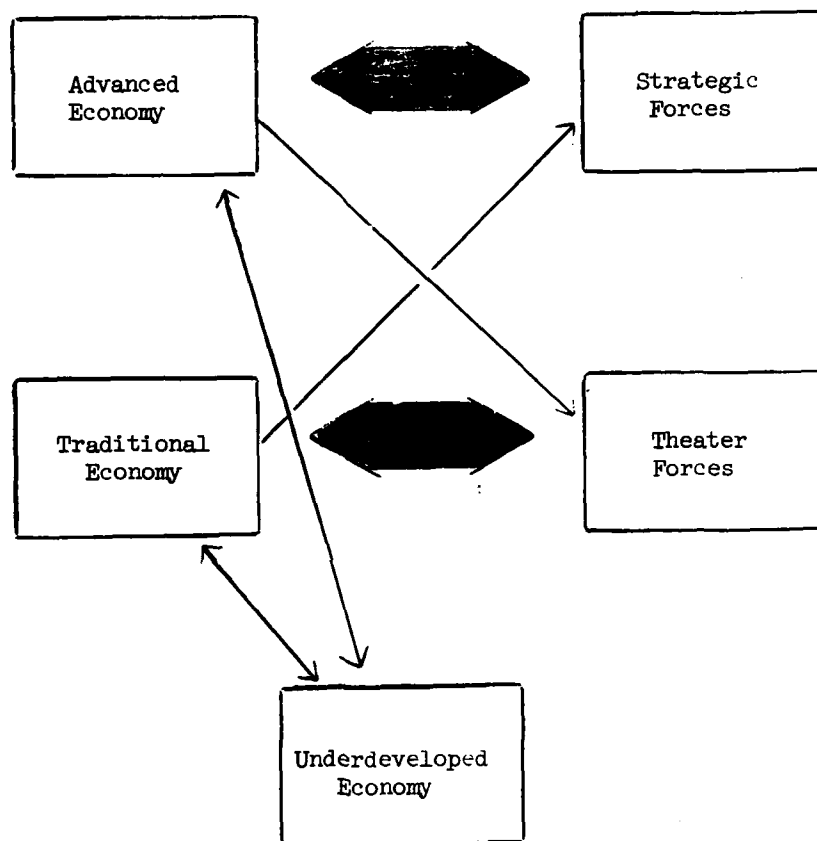 Advanced
Economy
Strategic
Forces
Traditional
Economy
Theater
Forces
Underdeveloped
Economy